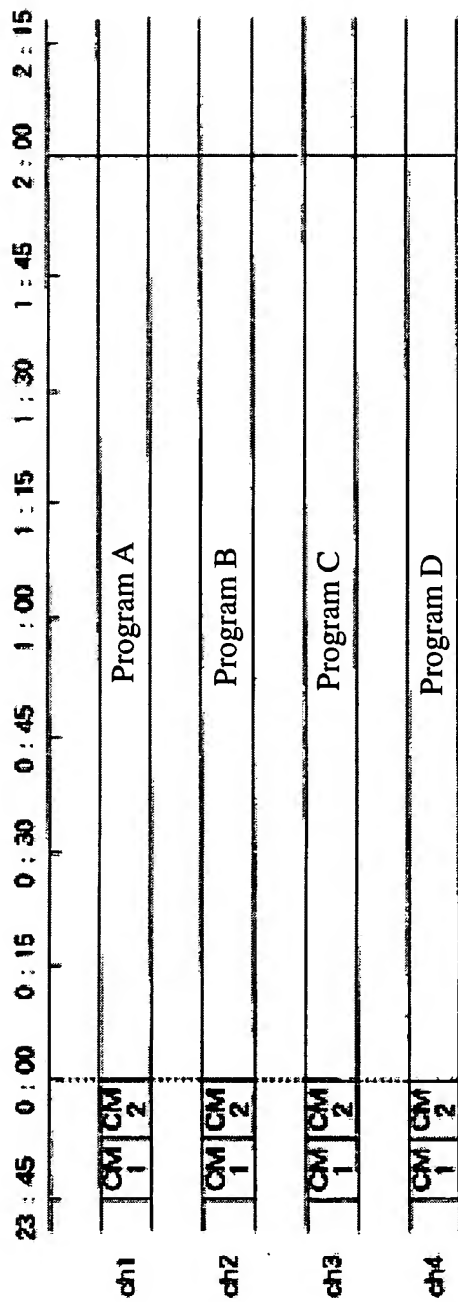 23 : 45 0 : 00 0 : 15 0 : 30 0 : 45 1 : 00 1 : 15 1 : 30 1 : 45 2 : 00 2 : 15
ch1 CM 1 CM 2 Program A
ch2 CM 1 CM 2 Program B
ch3 CM 1 CM 2 Program C
ch4 CM 1 CM 2 Program D